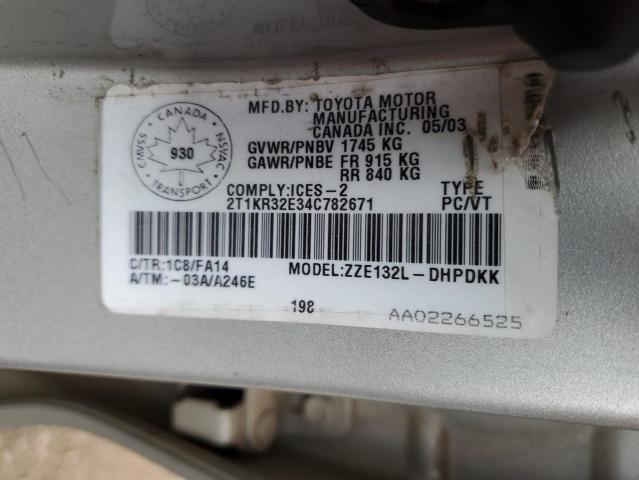 MFD.BY: TOYOTA MOTOR
MANUFACTURING
CANADA INC. 05/03
GVWR/PNBV 1745 KG
GAWR/PNBE FR 915 KG
RR 840 KG
CANADA
CMVSS
930
NSVAC
TRANSPORT
COMPLY:ICES-2 TYPE
2T1KR32E34C782671 PC/VT
C/TR:1C8/FA14 MODEL:ZZE132L-DHPDKK
A/TM:-03A/A246E
198
AA02266525